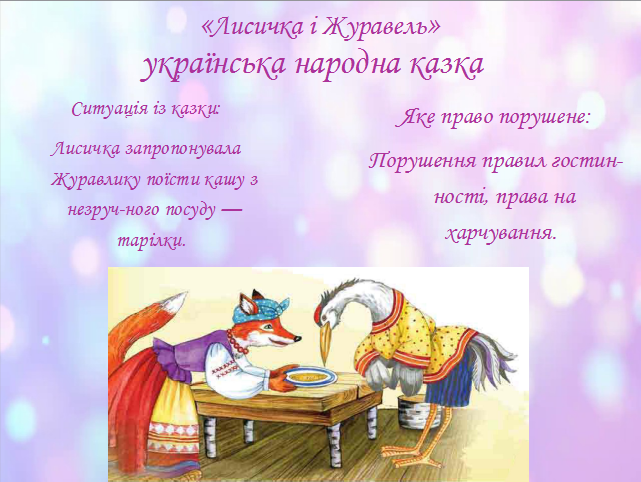 «Лисичка і Журавель»
українська народна казка
Ситуація із казки:
Лисичка запропонувала
Журавлику поїсти кашу з
незруч-ного посуду —
тарілки.
Яке право порушене:
Порушення правил гостин-
ності, права на
харчування.